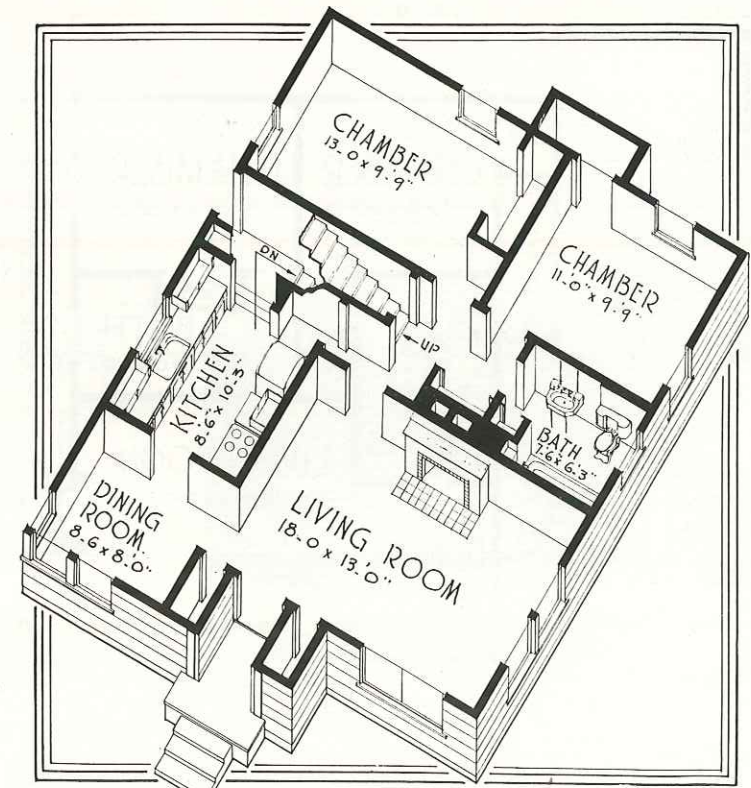 CHAMBER
13-0 x 9'-9"
CHAMBER
11-0" x 9-9"
DN
UP
KITCHEN
8-6" x 10-3"
BATH
7'6 x 6'.3"
DINING
ROOM
8-6 x 8-0"
LIVING ROOM
18-0 x 13'-0"